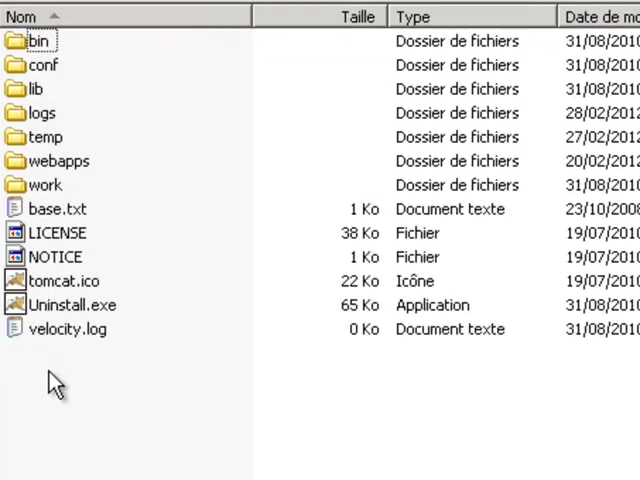 Nom Taille Type Date de mo
bin Dossier de fichiers 31/08/2010
conf Dossier de fichiers 31/08/2010
lib Dossier de fichiers 31/08/2010
logs Dossier de fichiers 28/02/2012
temp Dossier de fichiers 27/02/2012
webapps Dossier de fichiers 20/02/2012
work Dossier de fichiers 31/08/2010
base.txt 1 Ko Document texte 23/10/2008
LICENSE 38 Ko Fichier 19/07/2010
NOTICE 1 Ko Fichier 19/07/2010
tomcat.ico 22 Ko Icône 19/07/2010
Uninstall.exe 65 Ko Application 31/08/2010
velocity.log 0 Ko Document texte 31/08/2010